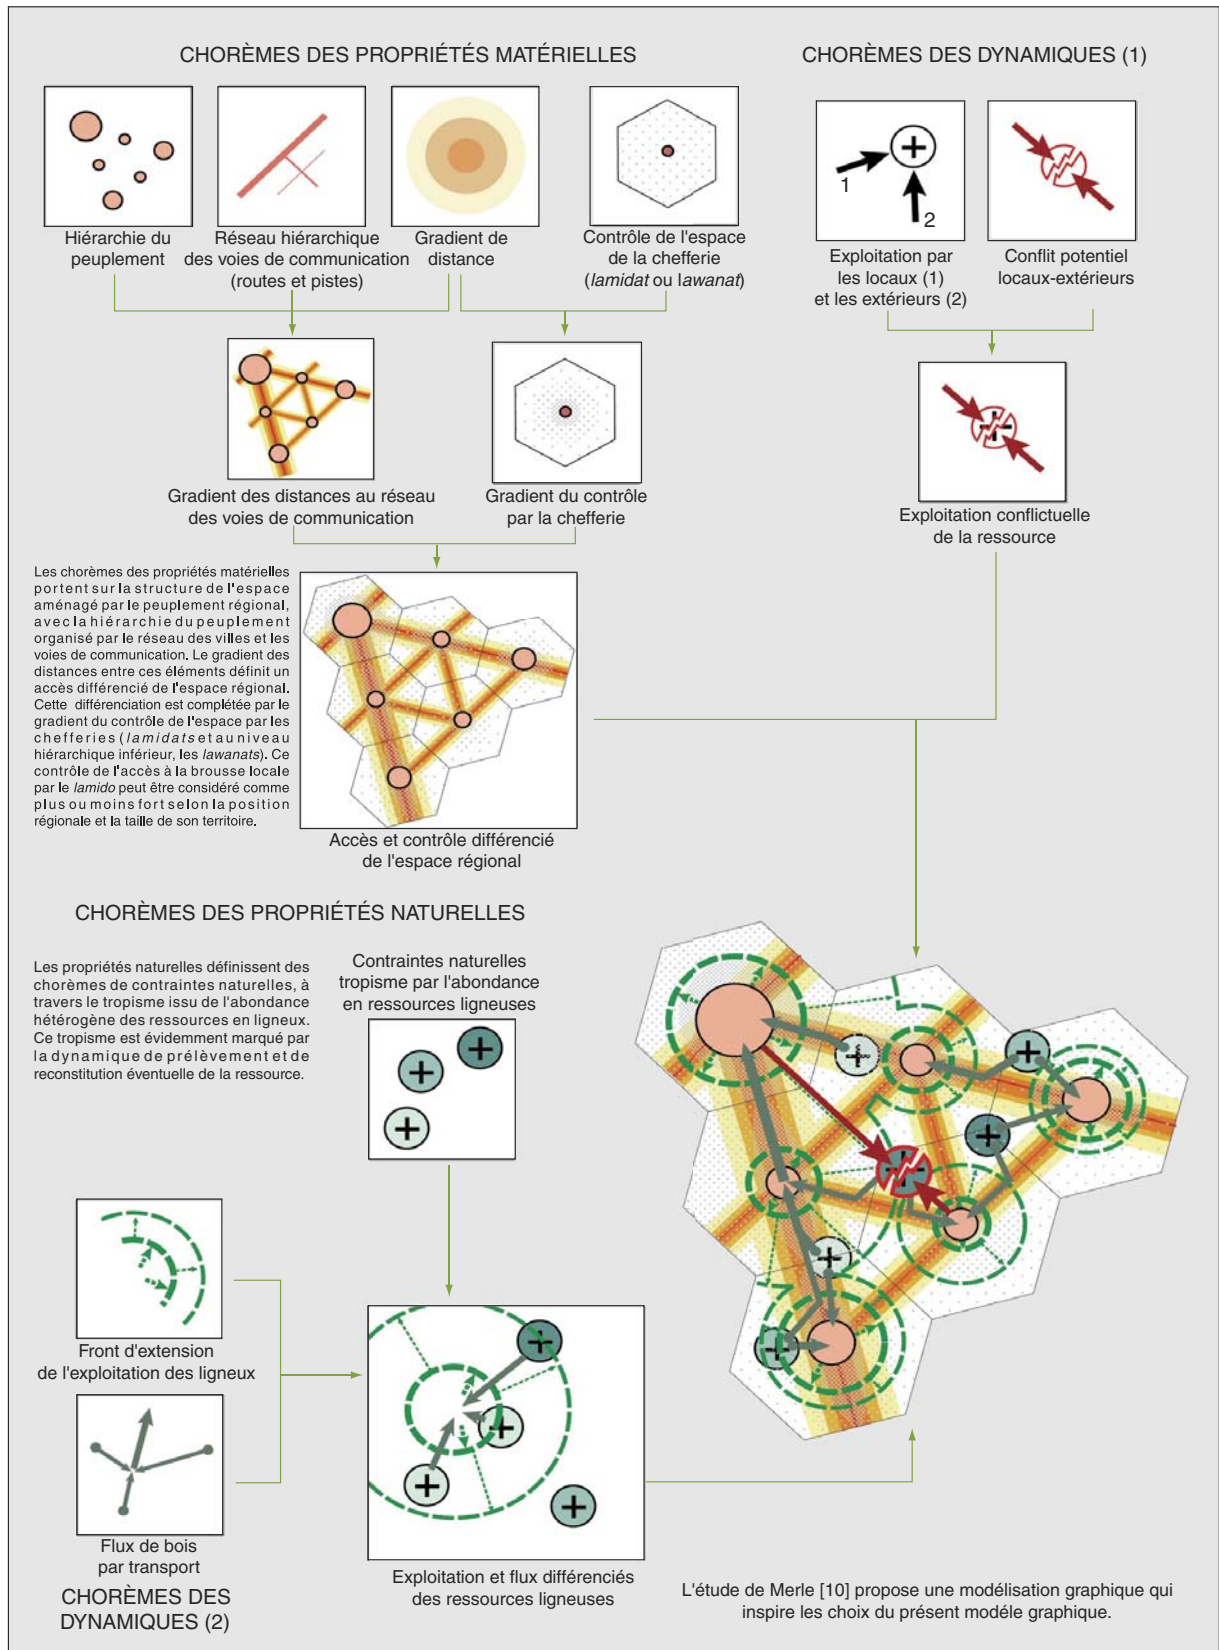 CHORÈMES DES PROPRIÉTÉS MATÉRIELLES
Hiérarchie du
peuplement
Réseau hiérarchique
des voies de communication
(routes et pistes)
Gradient de
distance
Contrôle de l'espace
de la chefferie
(lamidat ou lawanat)
Gradient des distances au réseau
des voies de communication
Gradient du contrôle
par la chefferie
Les chorèmes des propriétés matérielles
portent sur la structure de l'espace
aménagé par le peuplement régional,
avec la hiérarchie du peuplement
organisé par le réseau des villes et les
voies de communication. Le gradient des
distances entre ces éléments définit un
accès différencié de l'espace régional.
Cette différenciation est complétée par le
gradient du contrôle de l'espace par les
chefferies (lamidats et au niveau
hiérarchique inférieur, les lawanats). Ce
contrôle de l'accès à la brousse locale
par le lamido peut être considéré comme
plus ou moins fort selon la position
régionale et la taille de son territoire.
Accès et contrôle différencié
de l'espace régional
CHORÈMES DES DYNAMIQUES (1)
1
2
Exploitation par
les locaux (1)
et les extérieurs (2)
Conflit potentiel
locaux-extérieurs
Exploitation conflictuelle
de la ressource
CHORÈMES DES PROPRIÉTÉS NATURELLES
Les propriétés naturelles définissent des
chorèmes de contraintes naturelles, à
travers le tropisme issu de l'abondance
hétérogène des ressources en ligneux.
Ce tropisme est évidemment marqué par
la dynamique de prélèvement et de
reconstitution éventuelle de la ressource.
Contraintes naturelles
tropisme par l'abondance
en ressources ligneuses
Front d'extension
de l'exploitation des ligneux
Flux de bois
par transport
CHORÈMES DES
DYNAMIQUES (2)
Exploitation et flux différenciés
des ressources ligneuses
L'étude de Merle [10] propose une modélisation graphique qui
inspire les choix du présent modéle graphique.